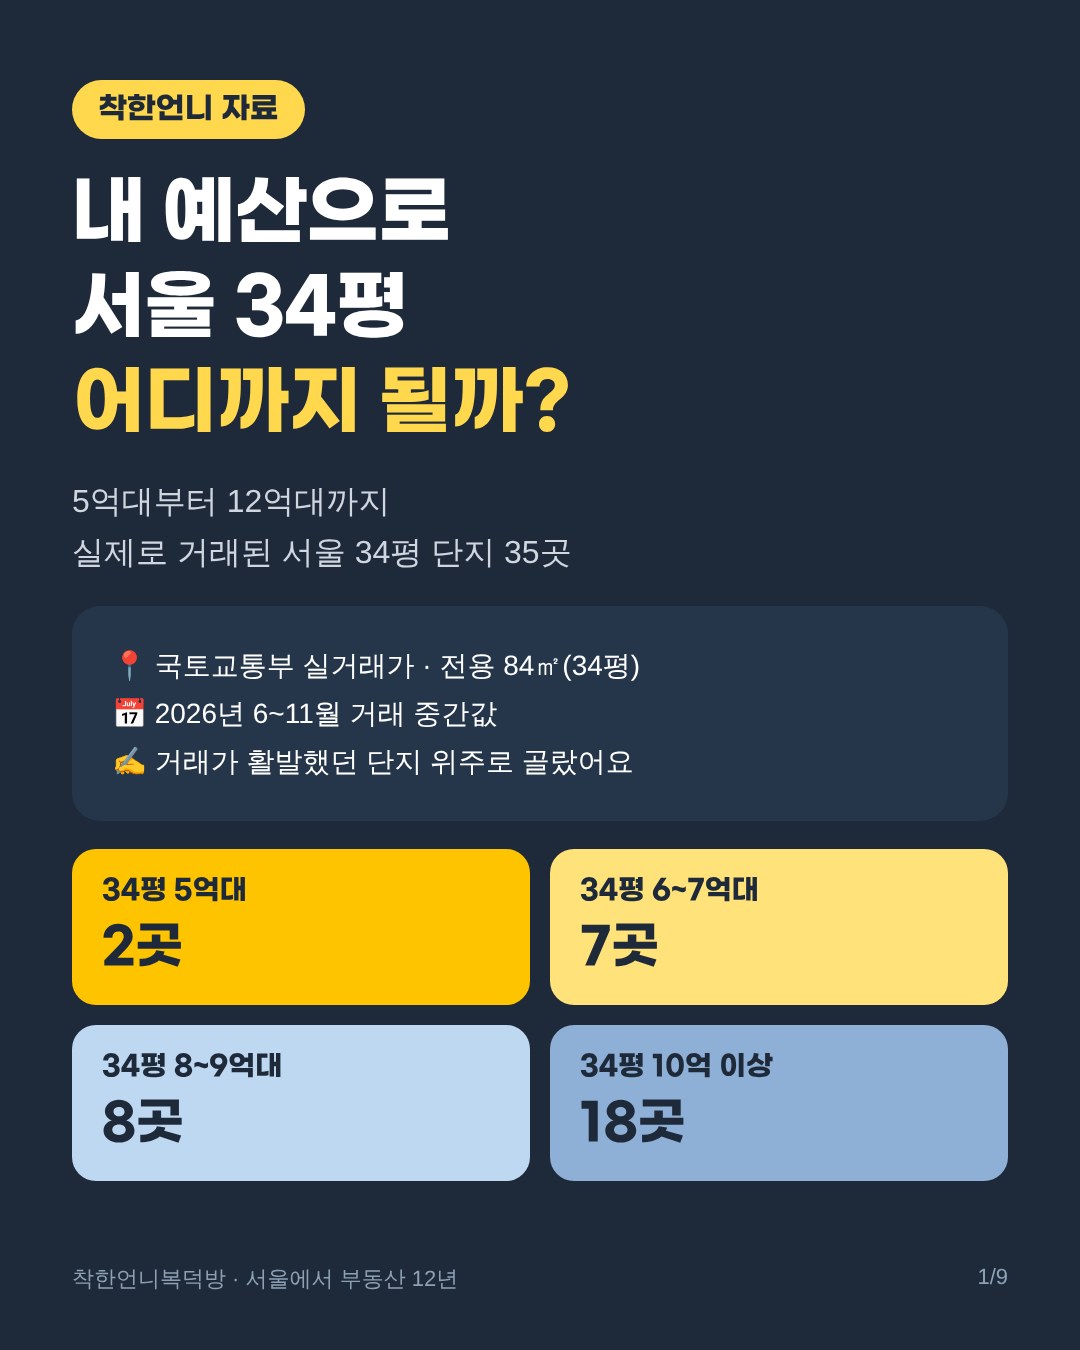 착한언니 자료
내 예산으로
서울 34평
어디까지 될까?
5억대부터 12억대까지
실제로 거래된 서울 34평 단지 35곳
📍 국토교통부 실거래가 · 전용 84㎡(34평)
📅 2026년 6~11월 거래 중간값
✍️ 거래가 활발했던 단지 위주로 골랐어요
34평 5억대
2곳
34평 6~7억대
7곳
34평 8~9억대
8곳
34평 10억 이상
18곳
착한언니복덕방 · 서울에서 부동산 12년
1/9